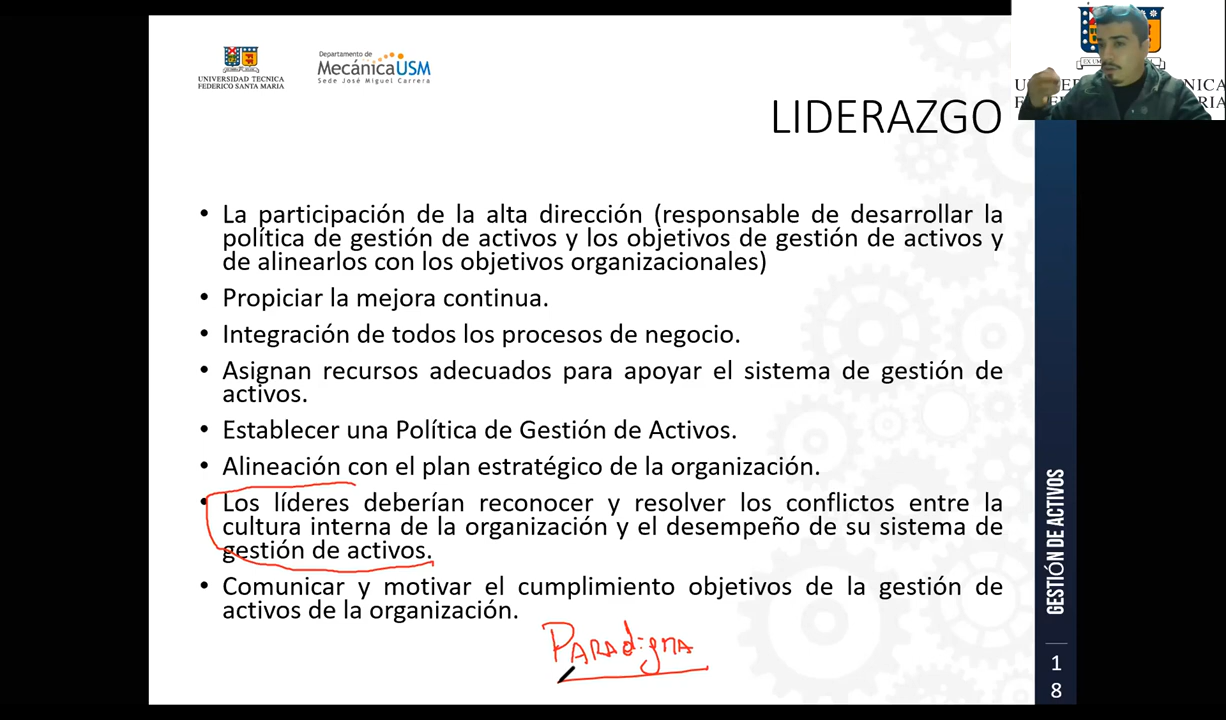 UNIVERSIDAD TÉCNICA
FEDERICO SANTA MARIA
Departamento de
MecánicaUSM
Sede José Miguel Carrera
LIDERAZGO
• La participación de la alta dirección (responsable de desarrollar la
política de gestión de activos y los objetivos de gestión de activos y
de alinearlos con los objetivos organizacionales)
• Propiciar la mejora continua.
• Integración de todos los procesos de negocio.
• Asignan recursos adecuados para apoyar el sistema de gestión de
activos.
• Establecer una Política de Gestión de Activos.
• Alineación con el plan estratégico de la organización.
• Los líderes deberían reconocer y resolver los conflictos entre la
cultura interna de la organización y el desempeño de su sistema de
gestión de activos.
• Comunicar y motivar el cumplimiento objetivos de la gestión de
activos de la organización.
PARAdigMA
GESTIÓN DE ACTIVOS
1
8